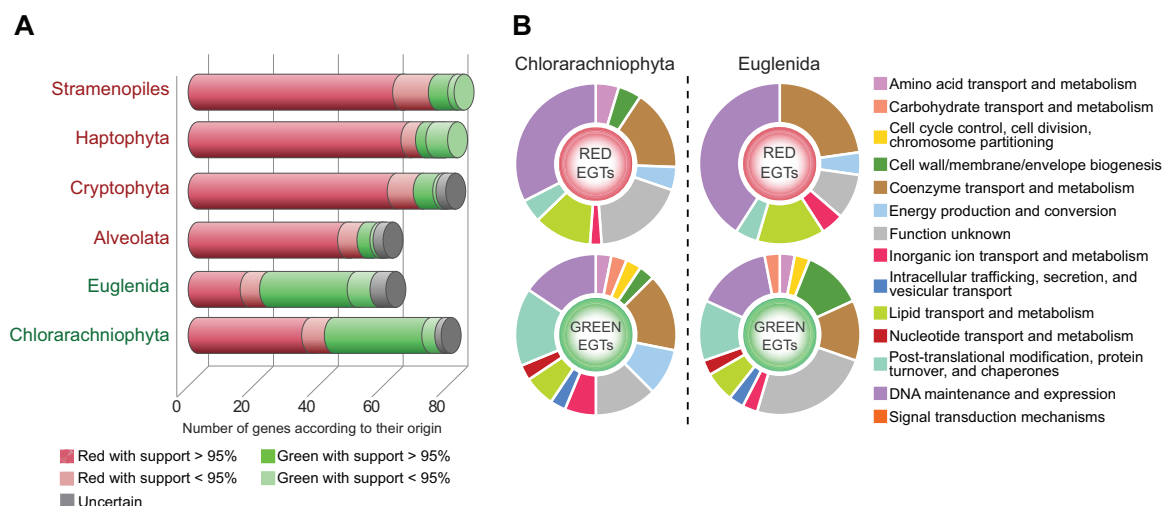 A
Stramenopiles
Haptophyta
Cryptophyta
Alveolata
Euglenida
Chlorarachniophyta
0 20 40 60 80
Number of genes according to their origin
Red with support > 95%
Green with support > 95%
Red with support < 95%
Green with support < 95%
Uncertain
B
Chlorarachniophyta
Euglenida
RED
EGTs
RED
EGTs
GREEN
EGTs
GREEN
EGTs
Amino acid transport and metabolism
Carbohydrate transport and metabolism
Cell cycle control, cell division,
chromosome partitioning
Cell wall/membrane/envelope biogenesis
Coenzyme transport and metabolism
Energy production and conversion
Function unknown
Inorganic ion transport and metabolism
Intracellular trafficking, secretion, and
vesicular transport
Lipid transport and metabolism
Nucleotide transport and metabolism
Post-translational modification, protein
turnover, and chaperones
DNA maintenance and expression
Signal transduction mechanisms